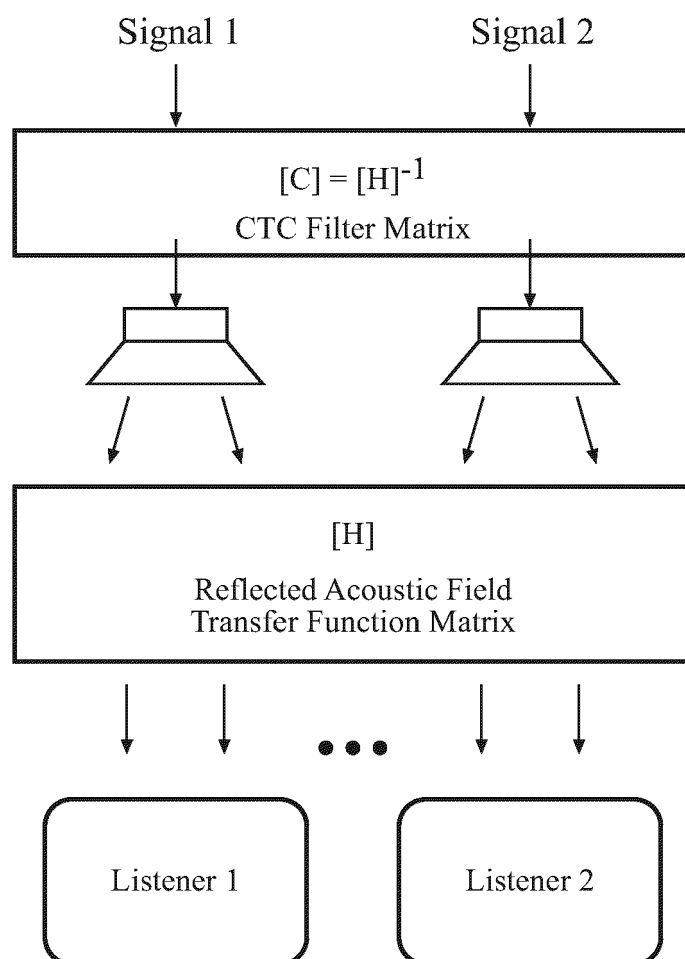 Signal 1 Signal 2
[C] = [H]-1
CTC Filter Matrix
[H]
Reflected Acoustic Field
Transfer Function Matrix
Listener 1 Listener 2